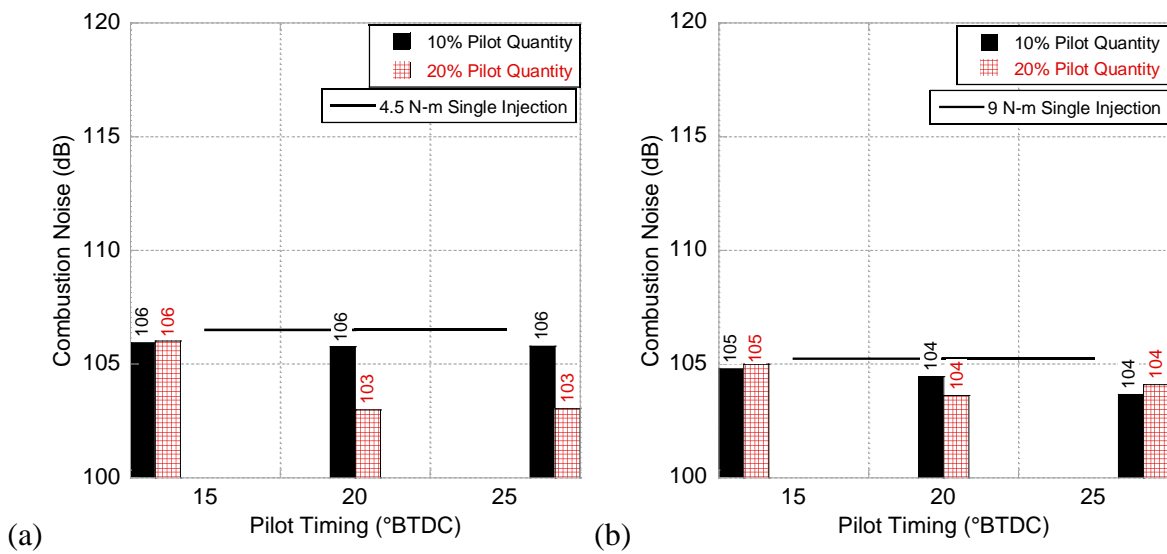 120
115
110
105
100
Combustion Noise (dB)
10% Pilot Quantity
20% Pilot Quantity
4.5 N-m Single Injection
106
106
106
103
106
103
15
20
25
Pilot Timing (°BTDC)
(a)
120
115
110
105
100
Combustion Noise (dB)
10% Pilot Quantity
20% Pilot Quantity
9 N-m Single Injection
105
105
104
104
104
104
15
20
25
Pilot Timing (°BTDC)
(b)